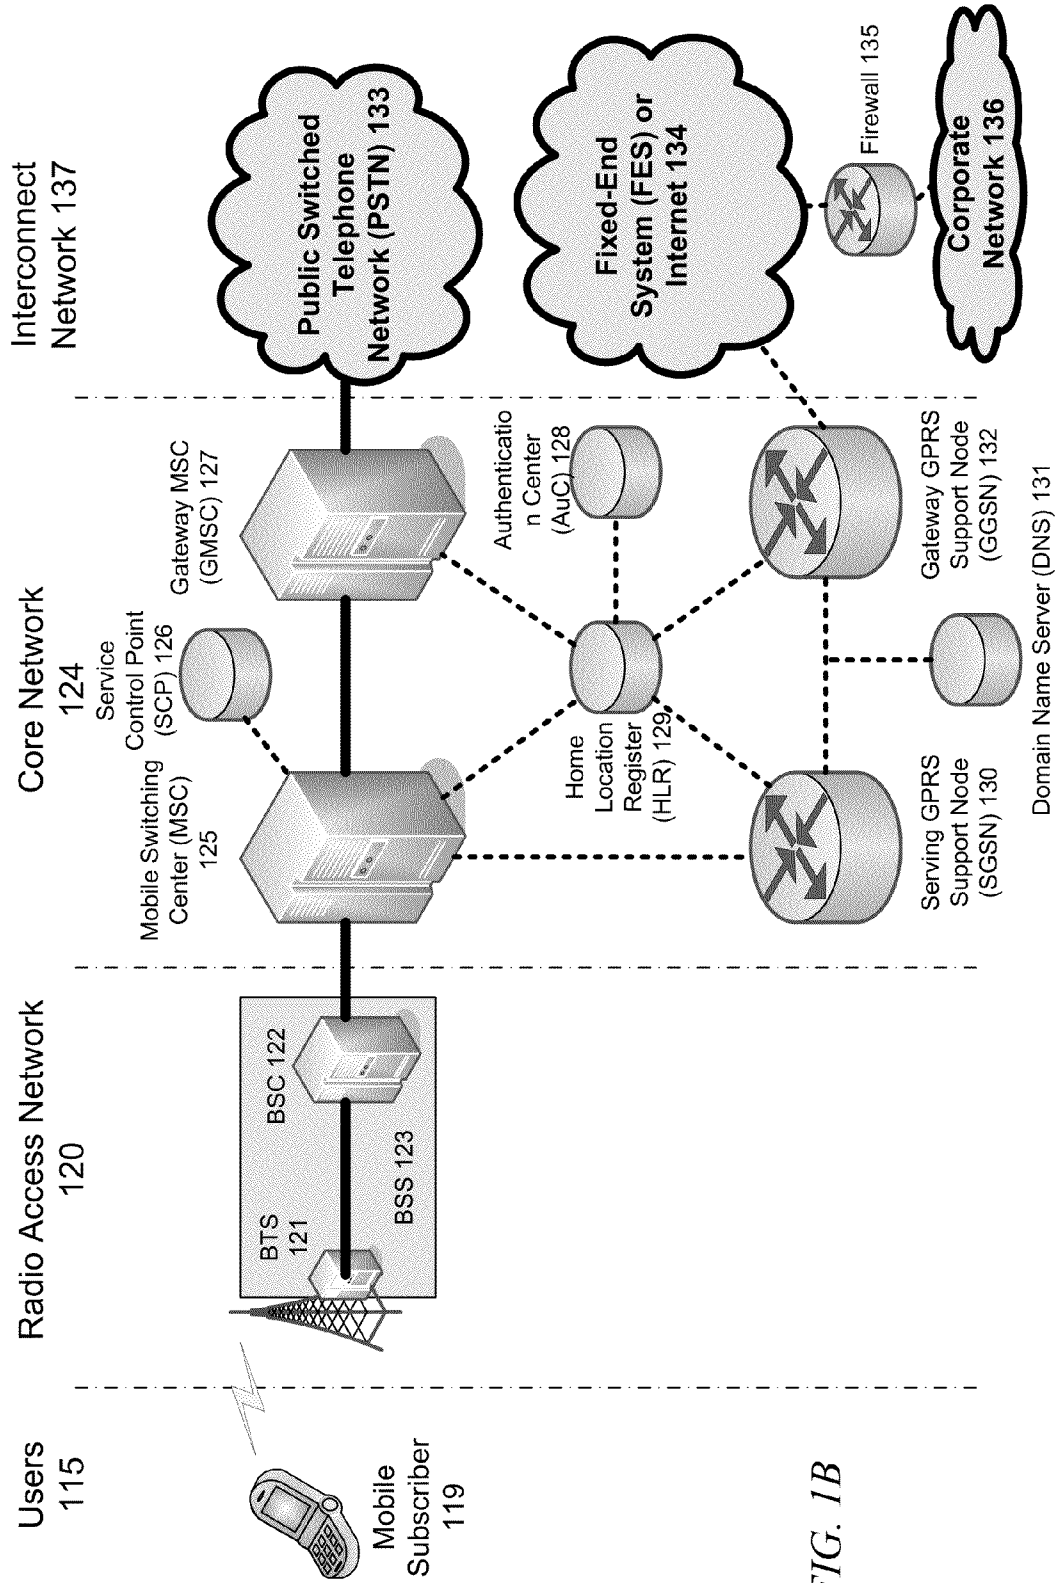 Users
115
Radio Access Network
120
Core Network
124
Interconnect
Network 137
Mobile
Subscriber
119
BTS
121
BSC 122
BSS 123
Mobile Switching
Center (MSC)
125
Service
Control Point
(SCP) 126
Gateway MSC
(GMSC) 127
Public Switched
Telephone
Network (PSTN) 133
Home
Location
Register
(HLR) 129
Authenticatio
n Center
(AuC) 128
Fixed-End
System (FES) or
Internet 134
Serving GPRS
Support Node
(SGSN) 130
Gateway GPRS
Support Node
(GGSN) 132
Domain Name Server (DNS) 131
Firewall 135
Corporate
Network 136
FIG. 1B